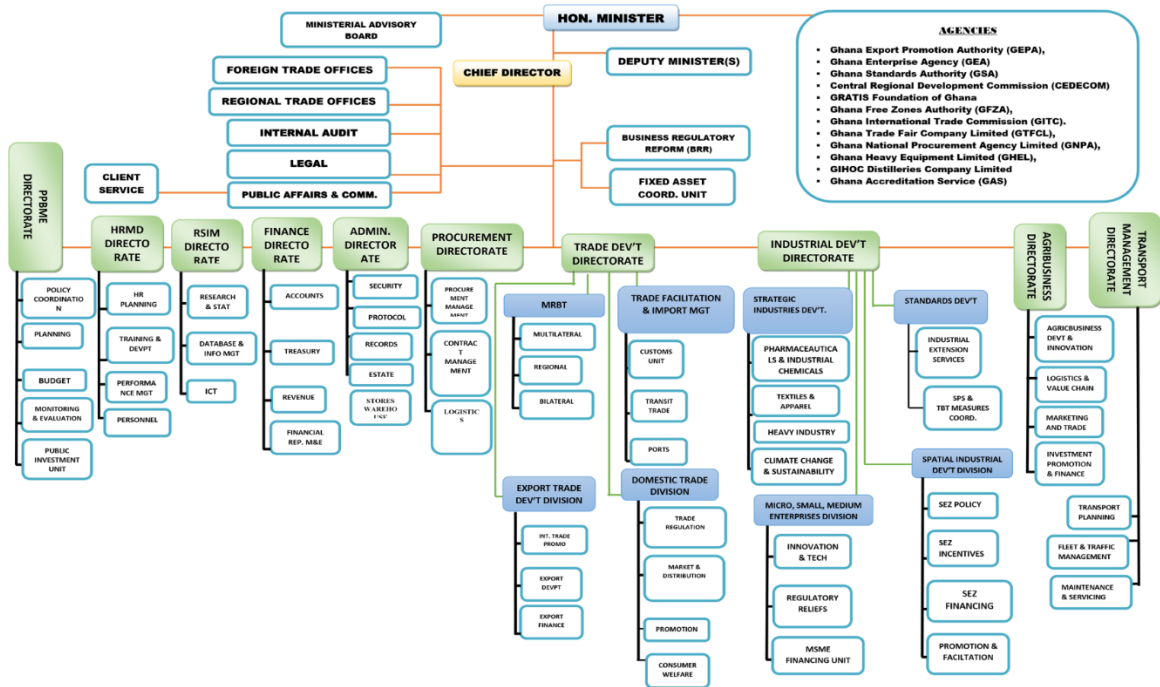 HON. MINISTER
MINISTERIAL ADVISORY
BOARD
DEPUTY MINISTER(S)
CHIEF DIRECTOR
AGENCIES
Ghana Export Promotion Authority (GEPA),
Ghana Enterprise Agency (GEA)
Ghana Standards Authority (GSA)
Central Regional Development Commission (CEDECOM)
GRATIS Foundation of Ghana
Ghana Free Zones Authority (GFZA),
Ghana International Trade Commission (GITC).
Ghana Trade Fair Company Limited (GTFCL),
Ghana National Procurement Agency Limited (GNPA),
Ghana Heavy Equipment Limited (GHEL),
GIHOC Distilleries Company Limited
Ghana Accreditation Service (GAS)
FOREIGN TRADE OFFICES
REGIONAL TRADE OFFICES
INTERNAL AUDIT
LEGAL
PUBLIC AFFAIRS & COMM.
CLIENT
SERVICE
BUSINESS REGULATORY
REFORM (BRR)
FIXED ASSET
COORD. UNIT
PPBME
DIRECTORATE
POLICY
COORDINATIO
N
PLANNING
BUDGET
MONITORING
& EVALUATION
PUBLIC
INVESTMENT
UNIT
HRMD
DIRECTO
RATE
HR
PLANNING
TRAINING &
DEVPT
PERFORMA
NCE MGT
PERSONNEL
RSIM
DIRECTO
RATE
RESEARCH
& STAT
DATABASE &
INFO MGT
ICT
FINANCE
DIRECTO
RATE
ACCOUNTS
TREASURY
REVENUE
FINANCIAL
REP. M&E
ADMIN.
DIRECTOR
ATE
SECURITY
PROTOCOL
RECORDS
ESTATE
STORES
WAREHO
USE
PROCUREMENT
DIRECTORATE
PROCURE
MENT
MANAGE
MENT
CONTRAC
T
MANAGE
MENT
LOGISTIC
S
TRADE DEV'T
DIRECTORATE
MRBT
MULTILATERAL
REGIONAL
BILATERAL
TRADE FACILITATION
& IMPORT MGT
CUSTOMS
UNIT
TRANSIT
TRADE
PORTS
EXPORT TRADE
DEV'T DIVISION
INT. TRADE
PROMO
EXPORT
DEVPT
EXPORT
FINANCE
DOMESTIC TRADE
DIVISION
TRADE
REGULATION
MARKET &
DISTRIBUTION
PROMOTION
CONSUMER
WELFARE
INDUSTRIAL DEV'T
DIRECTORATE
STRATEGIC
INDUSTRIES DEV'T.
PHARMACEUTICA
LS & INDUSTRIAL
CHEMICALS
TEXTILES &
APPAREL
HEAVY INDUSTRY
CLIMATE CHANGE
& SUSTAINABILITY
STANDARDS DEV'T
INDUSTRIAL
EXTENSION
SERVICES
SPS &
TBT MEASURES
COORD.
MICRO, SMALL, MEDIUM
ENTERPRISES DIVISION
INNOVATION
& TECH
REGULATORY
RELIEFS
MSME
FINANCING UNIT
SPATIAL INDUSTRIAL
DEV'T DIVISION
SEZ POLICY
SEZ
INCENTIVES
SEZ
FINANCING
PROMOTION &
FACILTATION
AGRIBUSINESS
DIRECTORATE
AGRICBUSINESS
DEVT &
INNOVATION
LOGISTICS &
VALUE CHAIN
MARKETING
AND TRADE
INVESTMENT
PROMOTION
& FINANCE
TRANSPORT
MANAGEMENT
DIRECTORATE
TRANSPORT
PLANNING
FLEET & TRAFFIC
MANAGEMENT
MAINTENANCE
& SERVICING